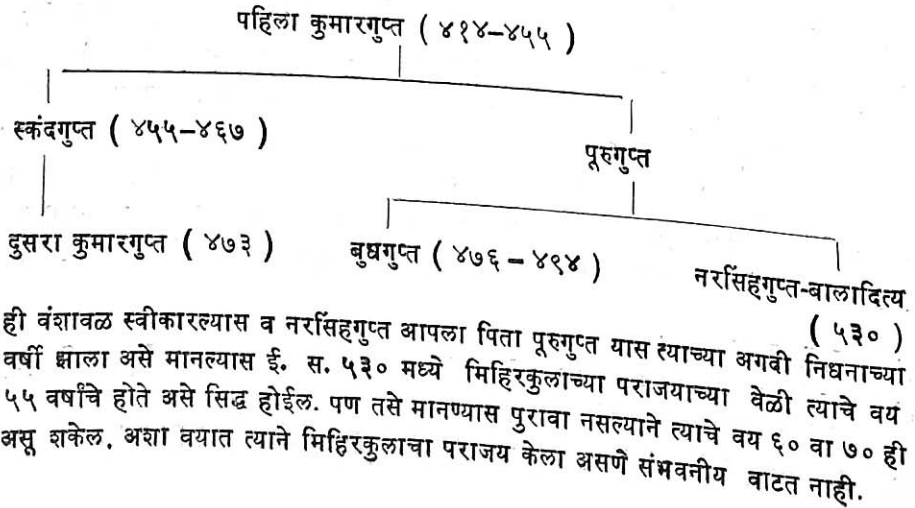 पहिला कुमारगुप्त ( ४१४–४५५ )
स्कंदगुप्त ( ४५५–४६७ )
पूरुगुप्त
दुसरा कुमारगुप्त ( ४७३ )
बुधगुप्त ( ४७६ – ४९४ )
नरसिंहगुप्त-बालादित्य
( ५३० )
ही वंशावळ स्वीकारल्यास व नरसिंहगुप्त आपला पिता पूरुगुप्त यास त्याच्या अगदी निधनाच्या
वर्षी झाला असे मानल्यास ई. स. ५३० मध्ये मिहिरकुलाच्या पराजयाच्या वेळी त्याचे वय
५५ वर्षांचे होते असे सिद्ध होईल. पण तसे मानण्यास पुरावा नसल्याने त्याचे वय ६० वा ७० ही
असू शकेल. अशा वयात त्याने मिहिरकुलाचा पराजय केला असणे संभवनीय वाटत नाही.